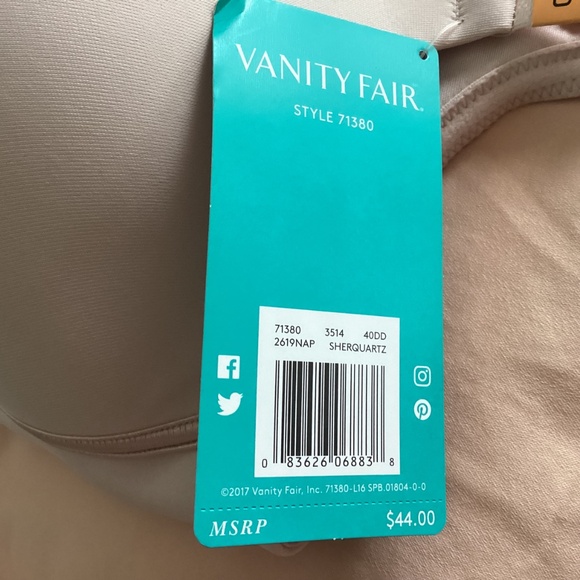 VANITY FAIR®
STYLE 71380
71380 3514 40DD
2619NAP SHERQUARTZ
0 83626 06883 8
©2017 Vanity Fair, Inc. 71380-L16 SPB.01804-0-0
MSRP $44.00